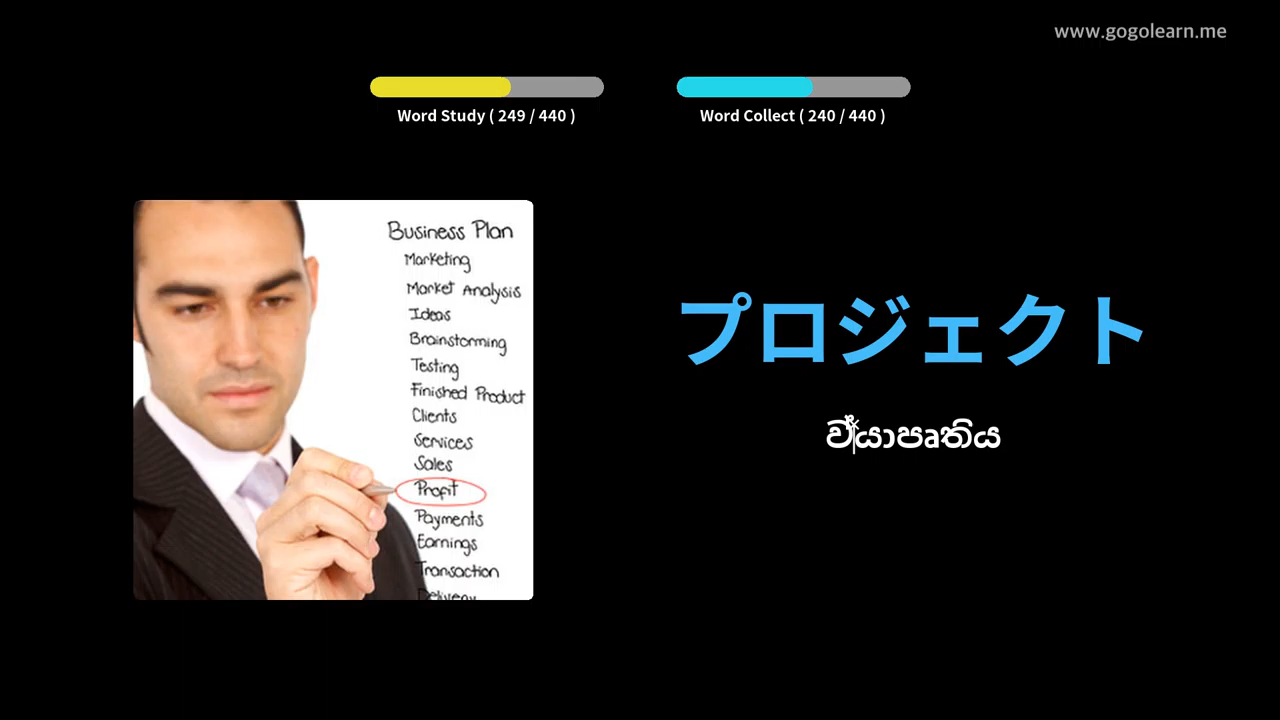 www.gogolearn.me
Word Study ( 249 / 440 )
Word Collect ( 240 / 440 )
Business Plan
Marketing
Market Analysis
Ideas
Brainstorming
Testing
Finished Product
Clients
Services
Sales
Profit
Payments
Earnings
Transaction
Delivery
プロジェクト
ව්‍යාපෘතිය